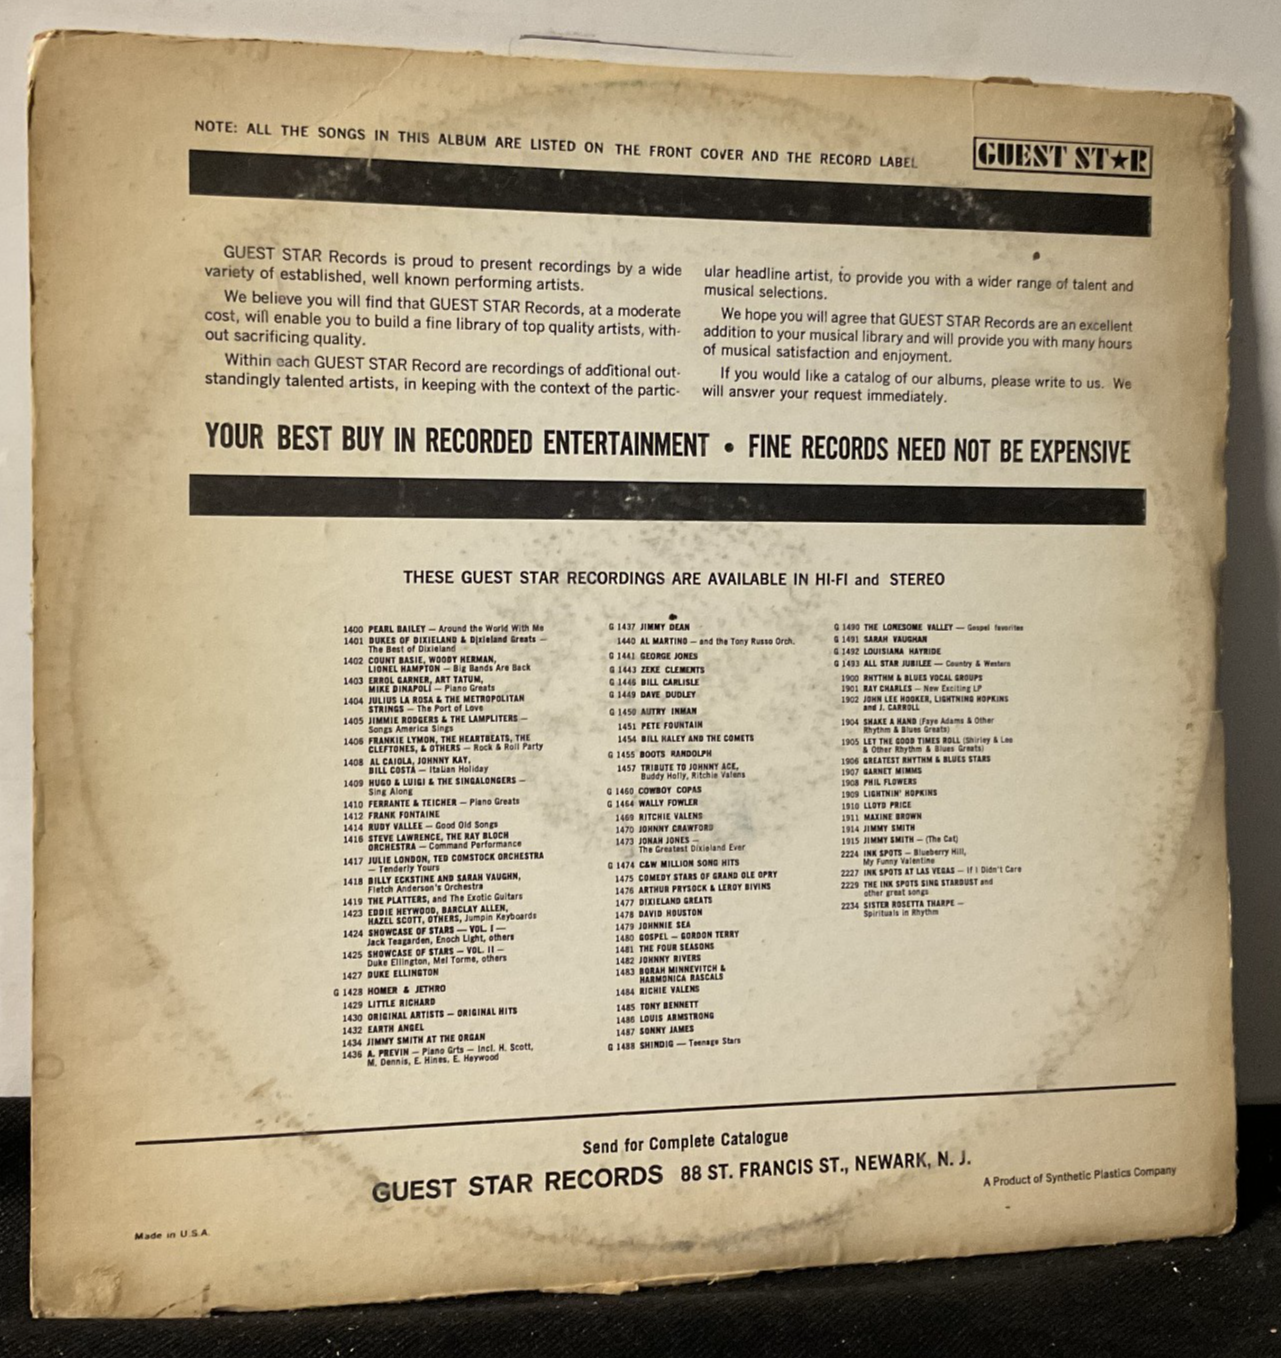 NOTE: ALL THE SONGS IN THIS ALBUM ARE LISTED ON THE FRONT COVER AND THE RECORD LABEL
GUEST ST★R
GUEST STAR Records is proud to present recordings by a wide
variety of established, well known performing artists.
We believe you will find that GUEST STAR Records, at a moderate
cost, will enable you to build a fine library of top quality artists, with-
out sacrificing quality.
Within each GUEST STAR Record are recordings of additional out-
standingly talented artists, in keeping with the context of the partic-
ular headline artist, to provide you with a wider range of talent and
musical selections.
We hope you will agree that GUEST STAR Records are an excellent
addition to your musical library and will provide you with many hours
of musical satisfaction and enjoyment.
If you would like a catalog of our albums, please write to us. We
will answer your request immediately.
YOUR BEST BUY IN RECORDED ENTERTAINMENT • FINE RECORDS NEED NOT BE EXPENSIVE
THESE GUEST STAR RECORDINGS ARE AVAILABLE IN HI-FI and STEREO
1400 PEARL BAILEY — Around the World With Me
1401 DUKES OF DIXIELAND & Dixieland Greats —
The Best of Dixieland
1402 COUNT BASIE, WOODY HERMAN,
LIONEL HAMPTON — Big Bands Are Back
1403 ERROL GARNER, ART TATUM,
MIKE DINAPOLI — Piano Greats
1404 JULIUS LA ROSA & THE METROPOLITAN
STRINGS — The Port of Love
1405 JIMMIE RODGERS & THE LAMPLITERS —
Songs America Sings
1406 FRANKIE LYMON, THE HEARTBEATS, THE
CLEFTONES, & OTHERS — Rock & Roll Party
1408 AL CAIOLA, JOHNNY KAY,
BILL COSTA — Italian Holiday
1409 HUGO & LUIGI & THE SINGALONGERS —
Sing Along
1410 FERRANTE & TEICHER — Piano Greats
1412 FRANK FONTAINE
1414 RUDY VALLEE — Good Old Songs
1416 STEVE LAWRENCE, THE RAY BLOCH
ORCHESTRA — Command Performance
1417 JULIE LONDON, TED COMSTOCK ORCHESTRA
— Tenderly Yours
1418 BILLY ECKSTINE AND SARAH VAUGHN,
Fletch Anderson's Orchestra
1419 THE PLATTERS, and The Exotic Guitars
1423 EDDIE HEYWOOD, BARCLAY ALLEN,
HAZEL SCOTT, OTHERS, Jumpin Keyboards
1424 SHOWCASE OF STARS — VOL. I —
Jack Teagarden, Enoch Light, others
1425 SHOWCASE OF STARS — VOL. II —
Duke Ellington, Mel Torme, others
1427 DUKE ELLINGTON
G 1428 HOMER & JETHRO
1429 LITTLE RICHARD
1430 ORIGINAL ARTISTS — ORIGINAL HITS
1432 EARTH ANGEL
1434 JIMMY SMITH AT THE ORGAN
1436 A. PREVIN — Piano Grts — incl. H. Scott,
M. Dennis, E. Hines, E. Heywood
G 1437 JIMMY DEAN
1440 AL MARTINO — and the Tony Russo Orch.
G 1441 GEORGE JONES
G 1443 ZEKE CLEMENTS
G 1446 BILL CARLISLE
G 1449 DAVE DUDLEY
G 1450 AUTRY INMAN
1451 PETE FOUNTAIN
1454 BILL HALEY AND THE COMETS
G 1455 BOOTS RANDOLPH
1457 TRIBUTE TO JOHNNY ACE,
Buddy Holly, Ritchie Valens
G 1460 COWBOY COPAS
G 1464 WALLY FOWLER
1469 RITCHIE VALENS
1470 JOHNNY CRAWFORD
1473 JONAH JONES —
The Greatest Dixieland Ever
G 1474 C&W MILLION SONG HITS
1475 COMEDY STARS OF GRAND OLE OPRY
1476 ARTHUR PRYSOCK & LEROY BIVINS
1477 DIXIELAND GREATS
1478 DAVID HOUSTON
1479 JOHNNIE SEA
1480 GOSPEL — GORDON TERRY
1481 THE FOUR SEASONS
1482 JOHNNY RIVERS
1483 BORAH MINNEVITCH &
HARMONICA RASCALS
1484 RICHIE VALENS
1485 TONY BENNETT
1486 LOUIS ARMSTRONG
1487 SONNY JAMES
G 1488 SHINDIG — Teenage Stars
G 1490 THE LONESOME VALLEY — Gospel favorites
G 1491 SARAH VAUGHAN
G 1492 LOUISIANA HAYRIDE
G 1493 ALL STAR JUBILEE — Country & Western
1900 RHYTHM & BLUES VOCAL GROUPS
1901 RAY CHARLES — New Exciting LP
1902 JOHN LEE HOOKER, LIGHTNING HOPKINS
and J. CARROLL
1904 SHAKE A HAND (Faye Adams & Other
Rhythm & Blues Greats)
1905 LET THE GOOD TIMES ROLL (Shirley & Lee
& Other Rhythm & Blues Greats)
1906 GREATEST RHYTHM & BLUES STARS
1907 GARNET MIMMS
1908 PHIL FLOWERS
1909 LIGHTNIN' HOPKINS
1910 LLOYD PRICE
1911 MAXINE BROWN
1914 JIMMY SMITH
1915 JIMMY SMITH — (The Cat)
2224 INK SPOTS — Blueberry Hill,
My Funny Valentine
2227 INK SPOTS AT LAS VEGAS — If I Didn't Care
2229 THE INK SPOTS SING STARDUST and
other great songs
2234 SISTER ROSETTA THARPE —
Spirituals in Rhythm
Send for Complete Catalogue
GUEST STAR RECORDS 88 ST. FRANCIS ST., NEWARK, N. J.
A Product of Synthetic Plastics Company
Made in U.S.A.